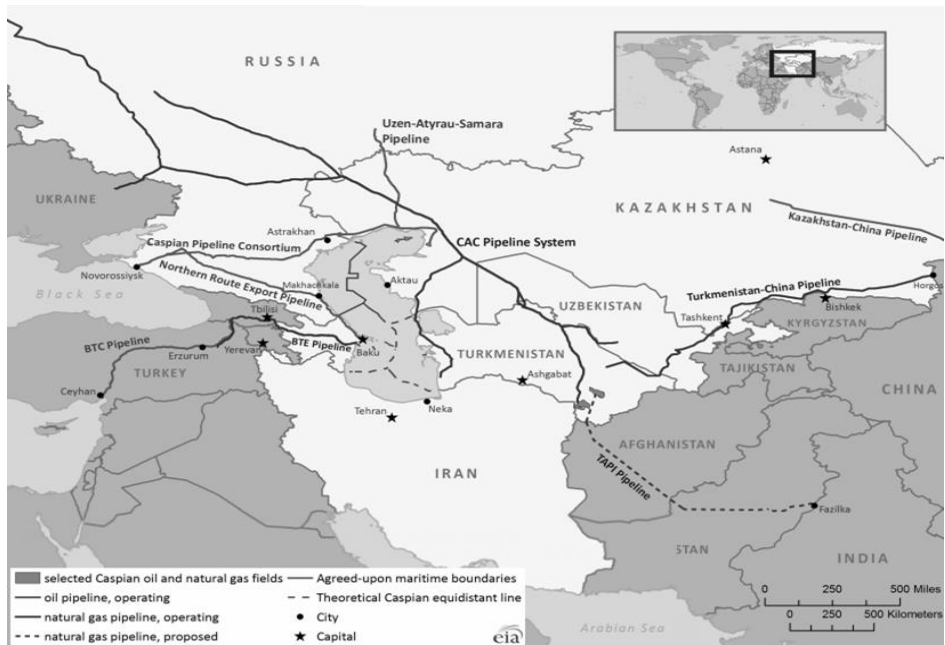 RUSSIA
Uzen-Atyrau-Samara
Pipeline
Astana
UKRAINE
KAZAKHSTAN
Kazakhstan-China Pipeline
Astrakhan
Caspian Pipeline Consortium
CAC Pipeline System
Novorossiysk
Northern Route Export Pipeline
Makhachkala
Aktau
Turkmenistan-China Pipeline
Horgos
Black Sea
UZBEKISTAN
Bishkek
Tbilisi
Tashkent
KYRGYZSTAN
BTC Pipeline
Erzurum
Yerevan
BTE Pipeline
Baku
TURKMENISTAN
TURKEY
Ashgabat
TAJIKISTAN
CHINA
Ceyhan
Tehran
Neka
AFGHANISTAN
IRAN
TAPI Pipeline
Fazilka
STAN
INDIA
selected Caspian oil and natural gas fields
Agreed-upon maritime boundaries
oil pipeline, operating
Theoretical Caspian equidistant line
natural gas pipeline, operating
City
natural gas pipeline, proposed
Capital
eia
Arabian Sea
0 250 500 Miles
0 250 500 Kilometers